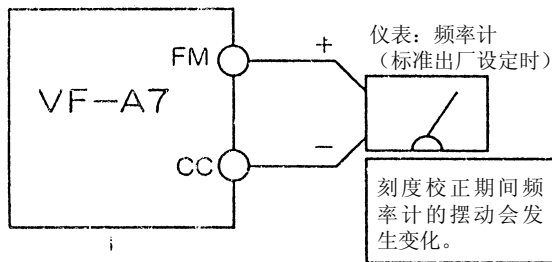 FM
+
仪表：频率计
（标准出厂设定时）
VF-A7
CC
−
刻度校正期间频
率计的摆动会发
生变化。